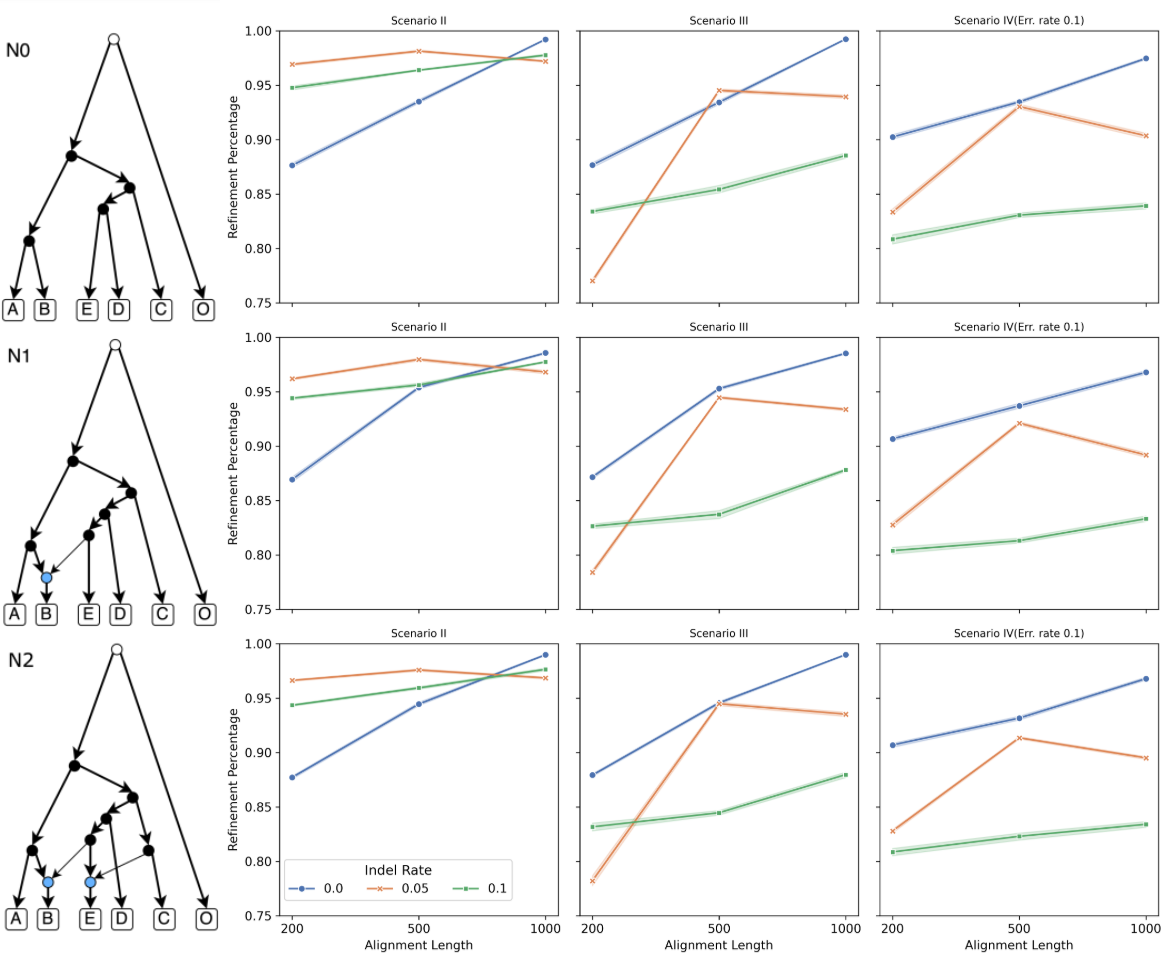 N0
A B E D C O
Scenario II
Scenario III
Scenario IV(Err. rate 0.1)
Refinement Percentage
1.00
0.95
0.90
0.85
0.80
0.75
N1
A B E D C O
Scenario II
Scenario III
Scenario IV(Err. rate 0.1)
Refinement Percentage
1.00
0.95
0.90
0.85
0.80
0.75
N2
A B E D C O
Scenario II
Scenario III
Scenario IV(Err. rate 0.1)
Refinement Percentage
1.00
0.95
0.90
0.85
0.80
0.75
Indel Rate
0.0 0.05 0.1
200 500 1000
Alignment Length
200 500 1000
Alignment Length
200 500 1000
Alignment Length